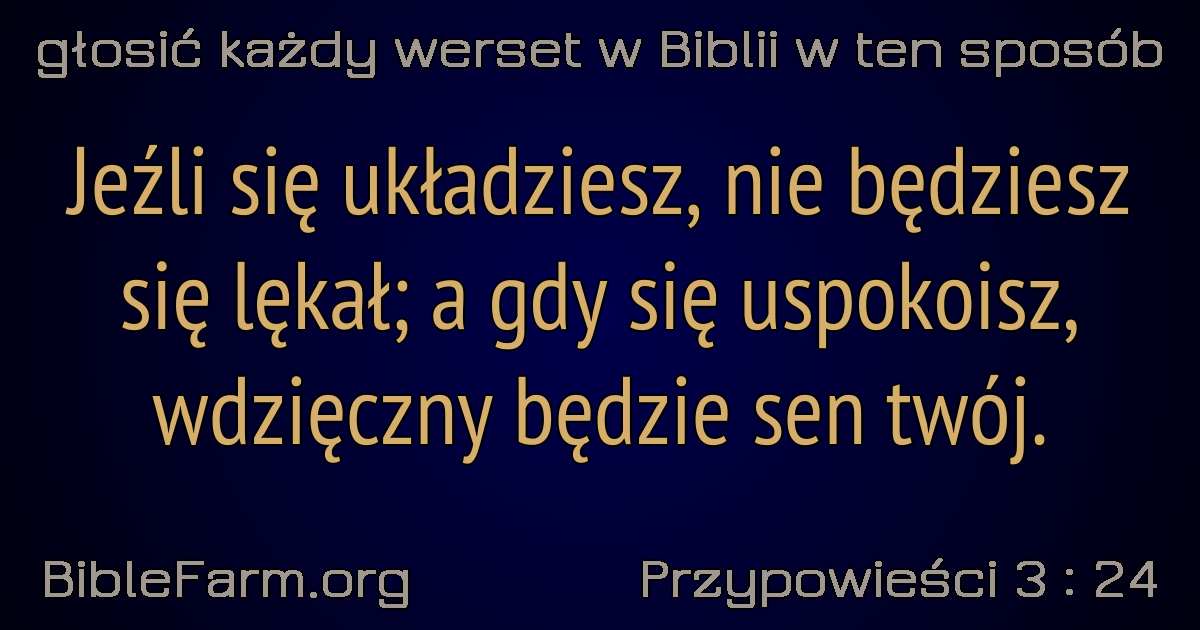 głosić każdy werset w Biblii w ten sposób
Jeźli się układziesz, nie będziesz
się lękał; a gdy się uspokoisz,
wdzięczny będzie sen twój.
BibleFarm.org
Przypowieści 3 : 24